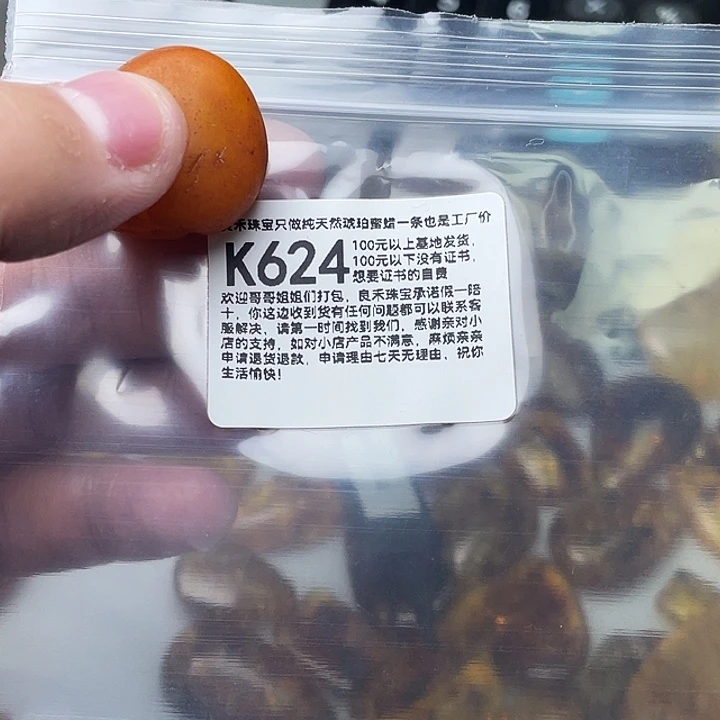 禾珠宝只做纯天然琥珀蜜蜡一条也是工厂价
K624
100元以上基地发货,
100元以下没有证书,
想要证书的自费
欢迎哥哥姐姐们打包, 良禾珠宝承诺假一赔
十, 你这边收到货有任何问题都可以联系客
服解决, 请第一时间找到我们, 感谢亲对小
店的支持, 如对小店产品不满意, 麻烦亲亲
申请退货退款, 申请理由七天无理由, 祝你
生活愉快!